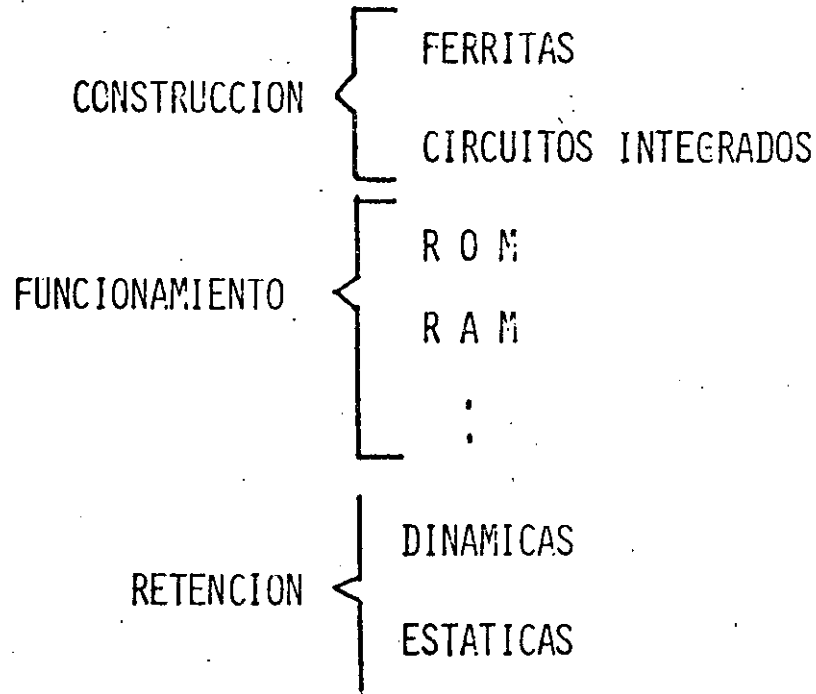 FERRITAS
CONSTRUCCION
CIRCUITOS INTEGRADOS
R O M
FUNCIONAMIENTO
R A M
:
DINAMICAS
RETENCION
ESTATICAS